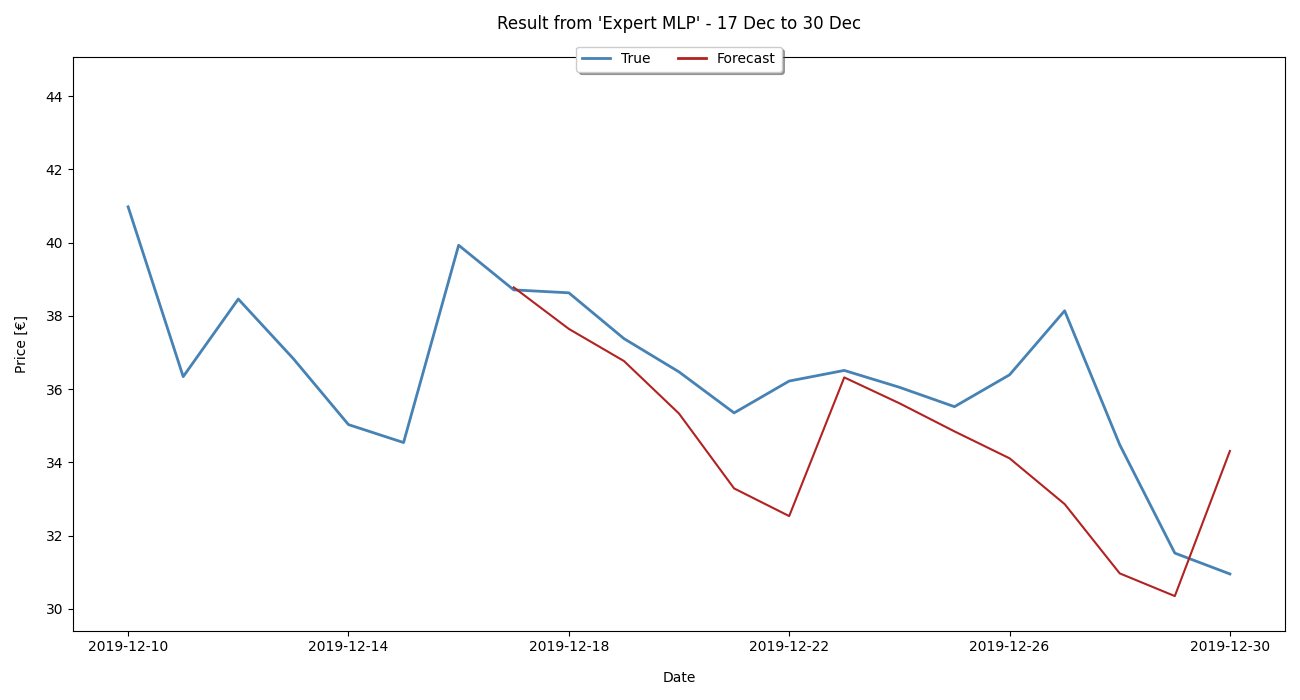 Result from 'Expert MLP' - 17 Dec to 30 Dec
True Forecast
44
42
40
38
36
34
32
30
Price [€]
2019-12-10 2019-12-14 2019-12-18 2019-12-22 2019-12-26 2019-12-30
Date